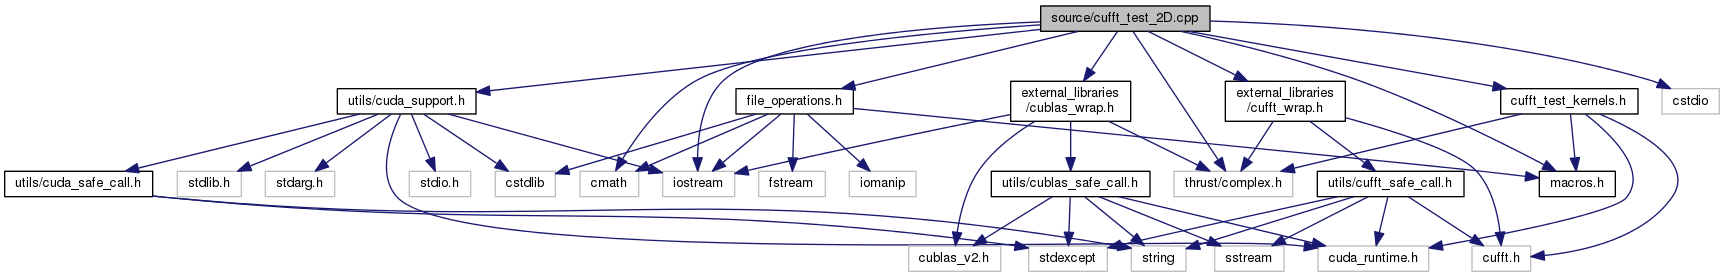 source/cufft_test_2D.cpp
utils/cuda_support.h
file_operations.h
external_libraries
/cublas_wrap.h
external_libraries
/cufft_wrap.h
cufft_test_kernels.h
cstdio
utils/cuda_safe_call.h
stdlib.h
stdarg.h
stdio.h
cstdlib
cmath
iostream
fstream
iomanip
utils/cublas_safe_call.h
thrust/complex.h
utils/cufft_safe_call.h
macros.h
cublas_v2.h
stdexcept
string
sstream
cuda_runtime.h
cufft.h